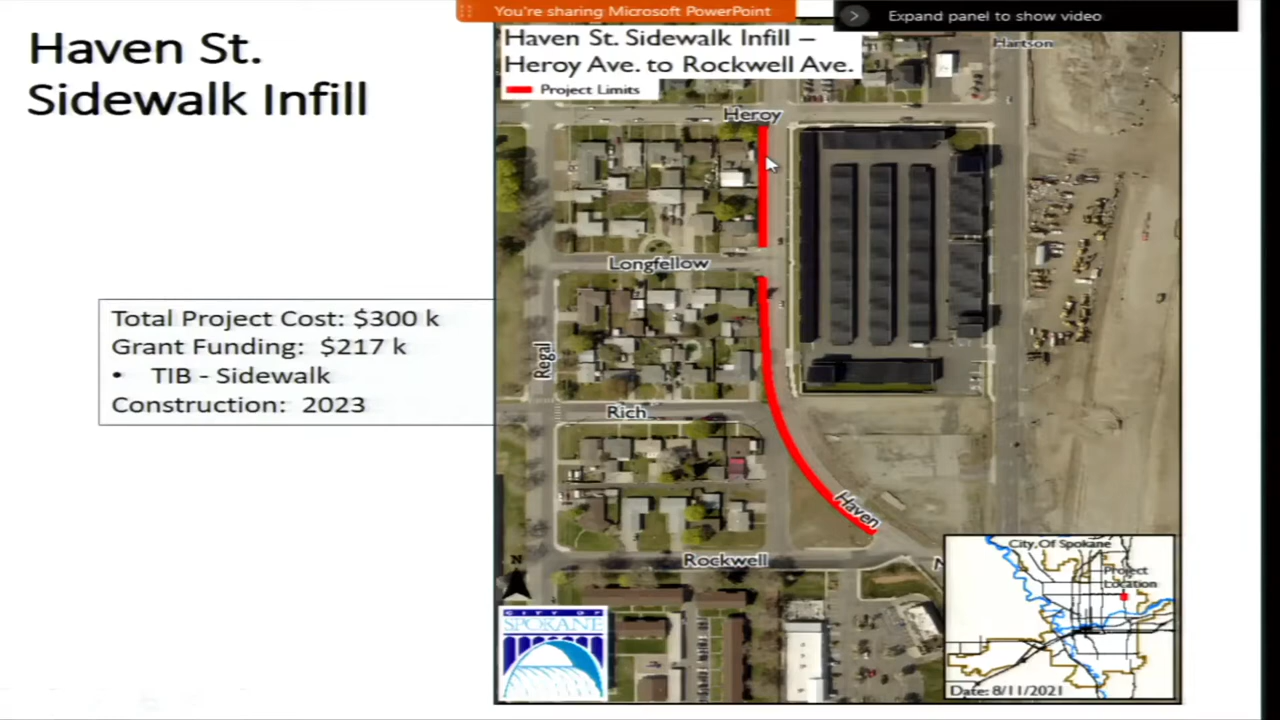 You're sharing Microsoft PowerPoint
Expand panel to show video
Haven St.
Sidewalk Infill
Haven St. Sidewalk Infill –
Heroy Ave. to Rockwell Ave.
Project Limits
Hartson
Heroy
Longfellow
Total Project Cost: $300 k
Grant Funding: $217 k
• TIB - Sidewalk
Construction: 2023
Regal
Rich
Haven
Rockwell
N
CITY OF
SPOKANE
City Of Spokane
Project
Location
Date: 8/11/2021